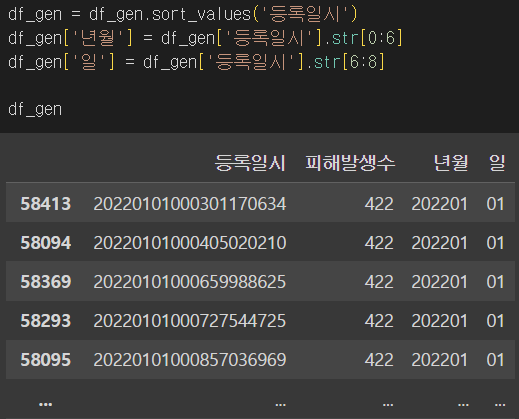 df_gen = df_gen.sort_values('등록일시')
df_gen['년월'] = df_gen['등록일시'].str[0:6]
df_gen['일'] = df_gen['등록일시'].str[6:8]
df_gen
등록일시 피해발생수 년월 일
58413 20220101000301170634 422 202201 01
58094 20220101000405020210 422 202201 01
58369 20220101000659988625 422 202201 01
58293 20220101000727544725 422 202201 01
58095 20220101000857036969 422 202201 01
... ... ... ... ...